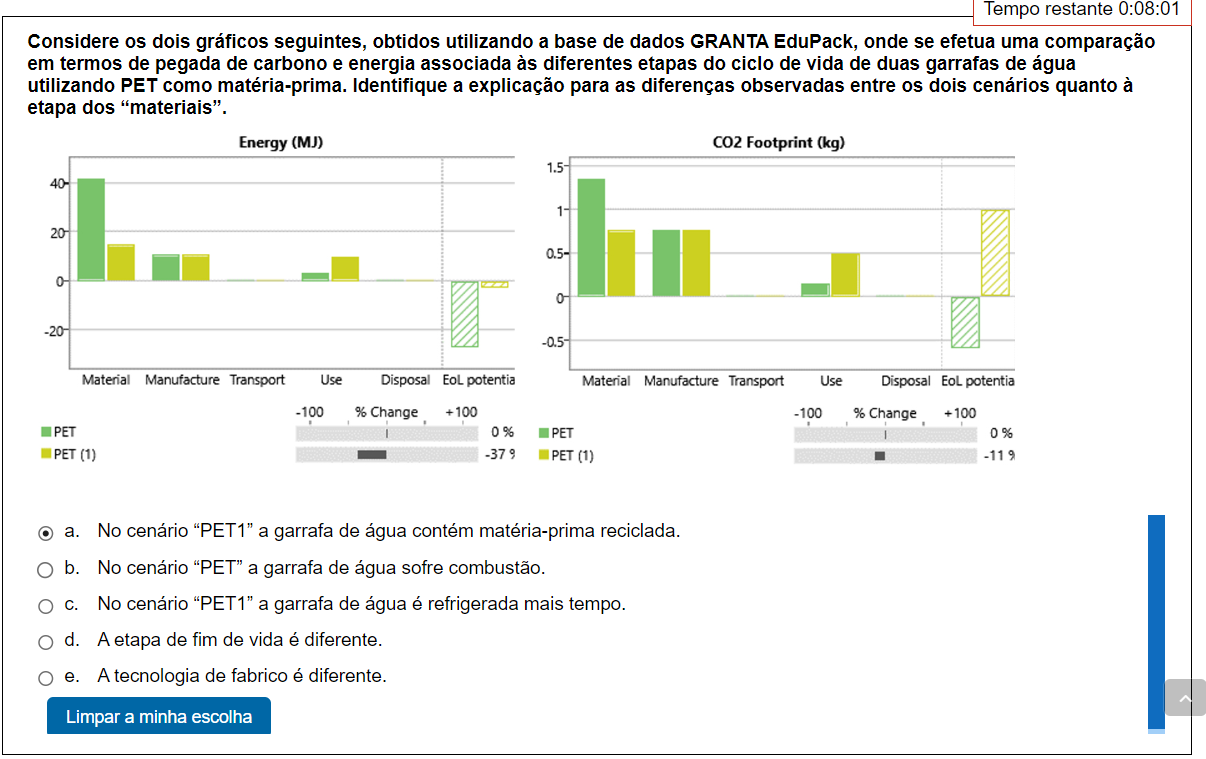 Tempo restante 0:08:01
Considere os dois gráficos seguintes, obtidos utilizando a base de dados GRANTA EduPack, onde se efetua uma comparação
em termos de pegada de carbono e energia associada às diferentes etapas do ciclo de vida de duas garrafas de água
utilizando PET como matéria-prima. Identifique a explicação para as diferenças observadas entre os dois cenários quanto à
etapa dos “materiais”.
Energy (MJ)
40
20
0
-20
Material Manufacture Transport Use Disposal EoL potentia
-100 % Change +100
PET 0 %
PET (1) -37 %
CO2 Footprint (kg)
1.5
1
0.5
0
-0.5
Material Manufacture Transport Use Disposal EoL potentia
-100 % Change +100
PET 0 %
PET (1) -11 %
a. No cenário “PET1” a garrafa de água contém matéria-prima reciclada.
b. No cenário “PET” a garrafa de água sofre combustão.
c. No cenário “PET1” a garrafa de água é refrigerada mais tempo.
d. A etapa de fim de vida é diferente.
e. A tecnologia de fabrico é diferente.
Limpar a minha escolha